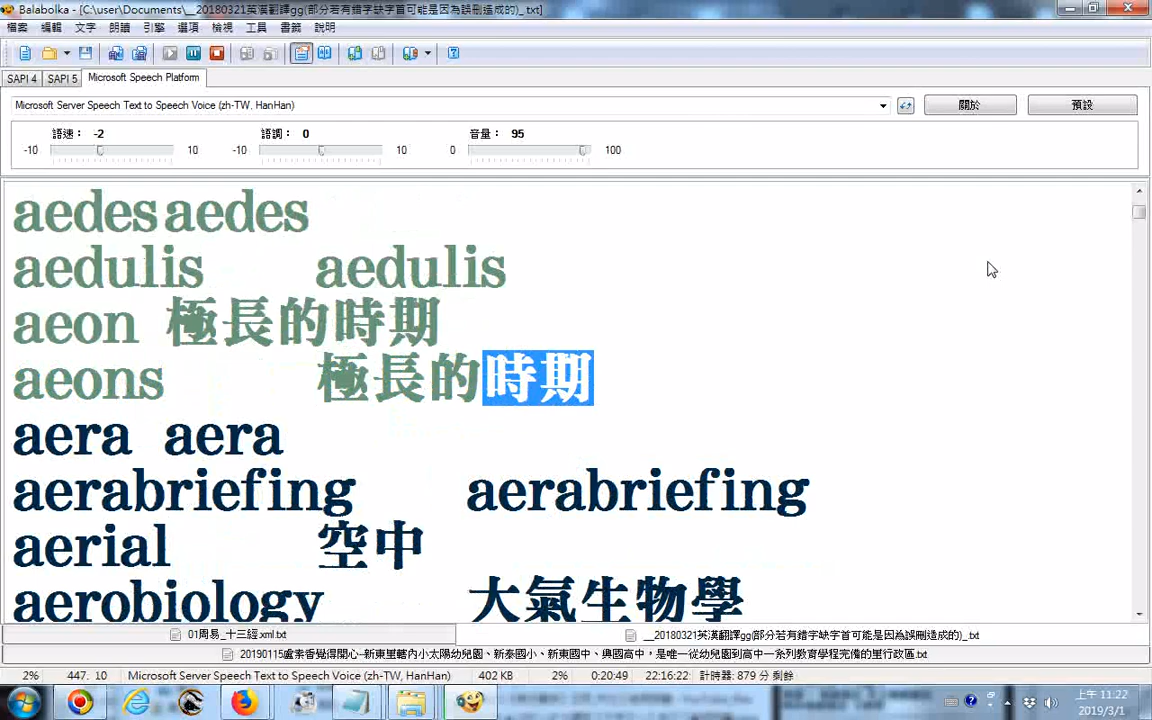 Balabolka - [C:\user\Documents\__20180321英漢翻譯gg(部分若有錯字缺字首可能是因為誤刪造成的)_.txt]
檔案 編輯 文字 朗讀 引擎 選項 檢視 工具 書籤 說明
SAPI 4 SAPI 5 Microsoft Speech Platform
Microsoft Server Speech Text to Speech Voice (zh-TW, HanHan) 關於 預設
語速： -2 語調： 0 音量： 95
-10 10 -10 10 0 100
aedes aedes
aedulis aedulis
aeon 極長的時期
aeons 極長的時期
aera aera
aerabriefing aerabriefing
aerial 空中
aerobiology 大氣生物學
01周易_十三經.xml.txt __20180321英漢翻譯gg(部分若有錯字缺字首可能是因為誤刪造成的)_.txt
20190115盧素香覺得開心-新東里轄內小太陽幼兒園、新泰國小、新東國中、興國高中，是唯一從幼兒園到高中一系列教育學程完備的里行政區.txt
2% 447. 10 Microsoft Server Speech Text to Speech Voice (zh-TW, HanHan) 402 KB 2% 0:20:49 22:16:22 計時器: 879 分 剩餘
上午 11:22
2019/3/1